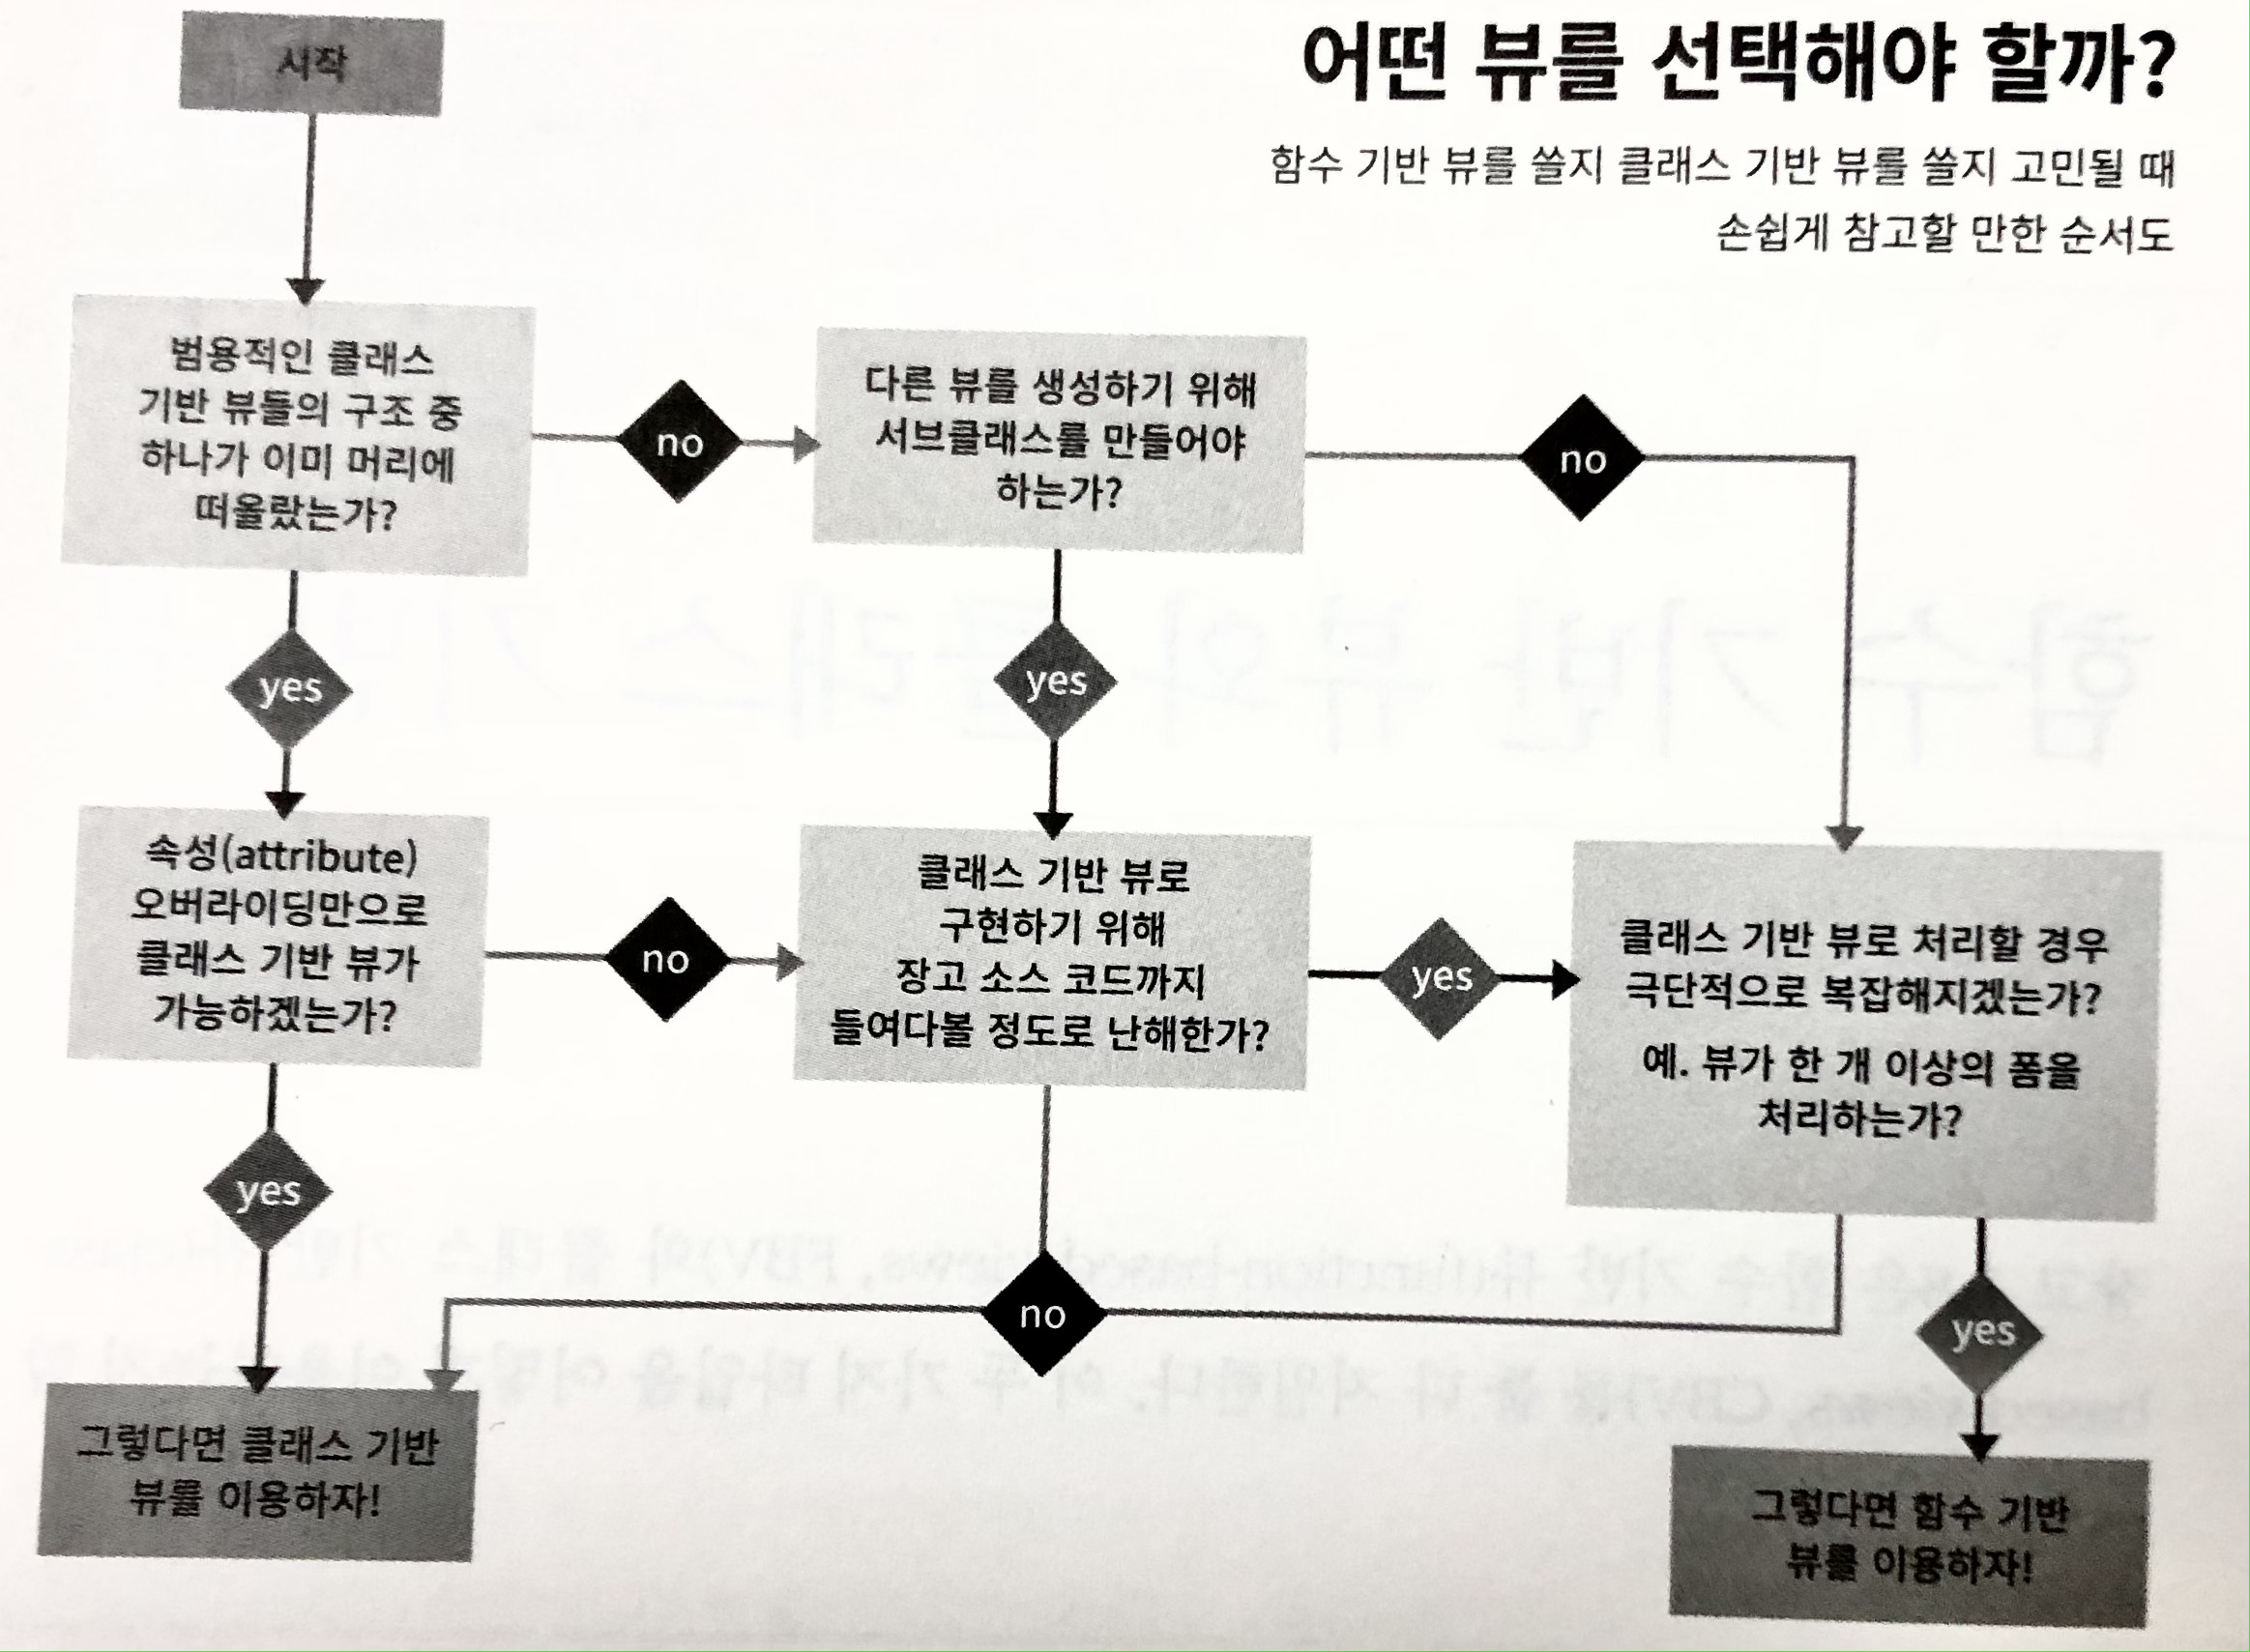 시작
어떤 뷰를 선택해야 할까?
함수 기반 뷰를 쓸지 클래스 기반 뷰를 쓸지 고민될 때
손쉽게 참고할 만한 순서도
범용적인 클래스
기반 뷰들의 구조 중
하나가 이미 머리에
떠올랐는가?
no
다른 뷰를 생성하기 위해
서브클래스를 만들어야
하는가?
no
yes
yes
속성(attribute)
오버라이딩만으로
클래스 기반 뷰가
가능하겠는가?
no
클래스 기반 뷰로
구현하기 위해
장고 소스 코드까지
들여다볼 정도로 난해한가?
yes
클래스 기반 뷰로 처리할 경우
극단적으로 복잡해지겠는가?
예. 뷰가 한 개 이상의 폼을
처리하는가?
yes
no
yes
그렇다면 클래스 기반
뷰를 이용하자!
그렇다면 함수 기반
뷰를 이용하자!